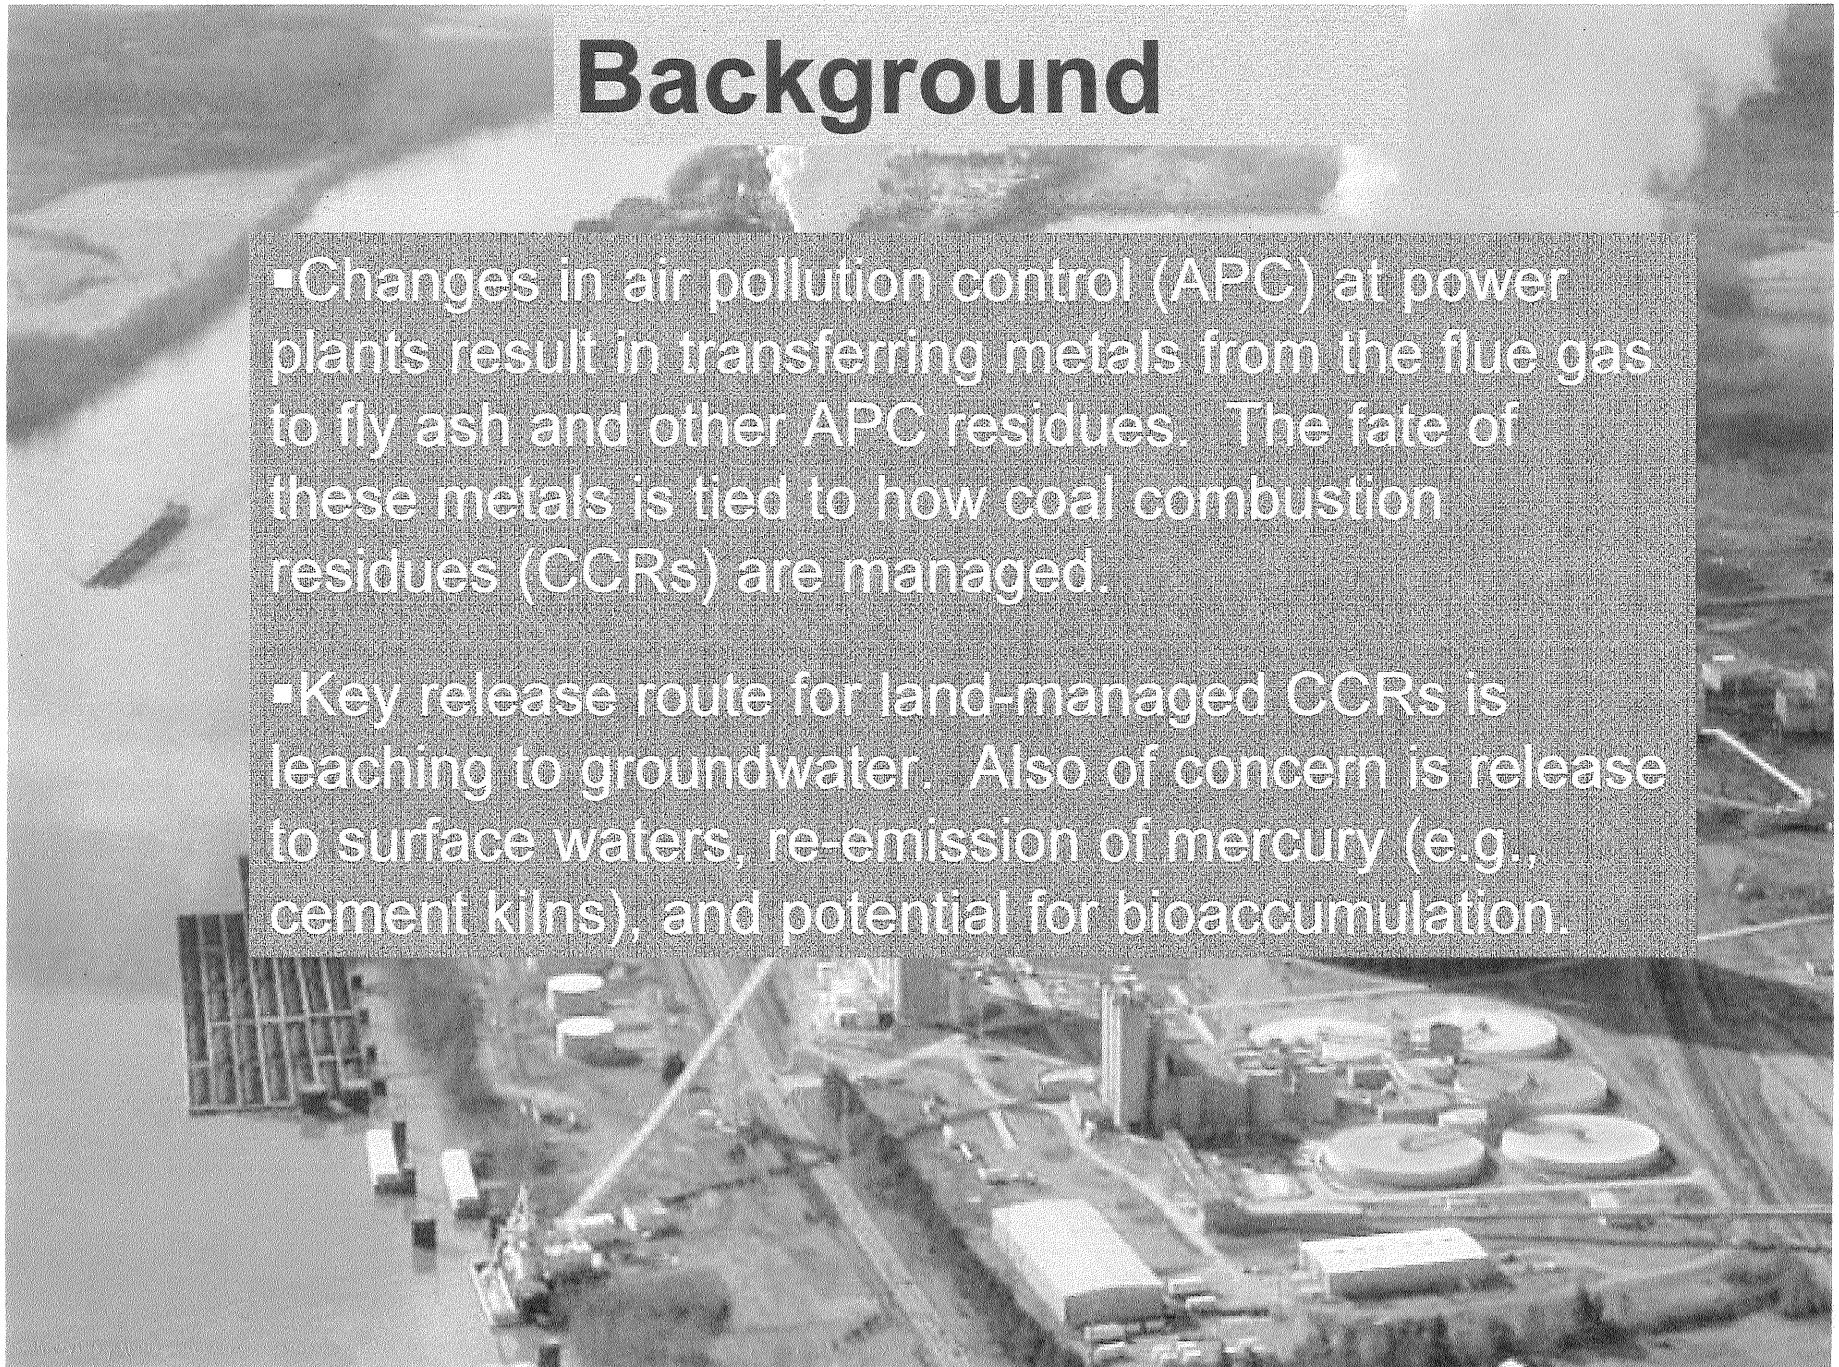 Background
▪Changes in air pollution control (APC) at power
plants result in transferring metals from the flue gas
to fly ash and other APC residues.  The fate of
these metals is tied to how coal combustion
residues (CCRs) are managed.
▪Key release route for land-managed CCRs is
leaching to groundwater.  Also of concern is release
to surface waters, re-emission of mercury (e.g.,
cement kilns), and potential for bioaccumulation.